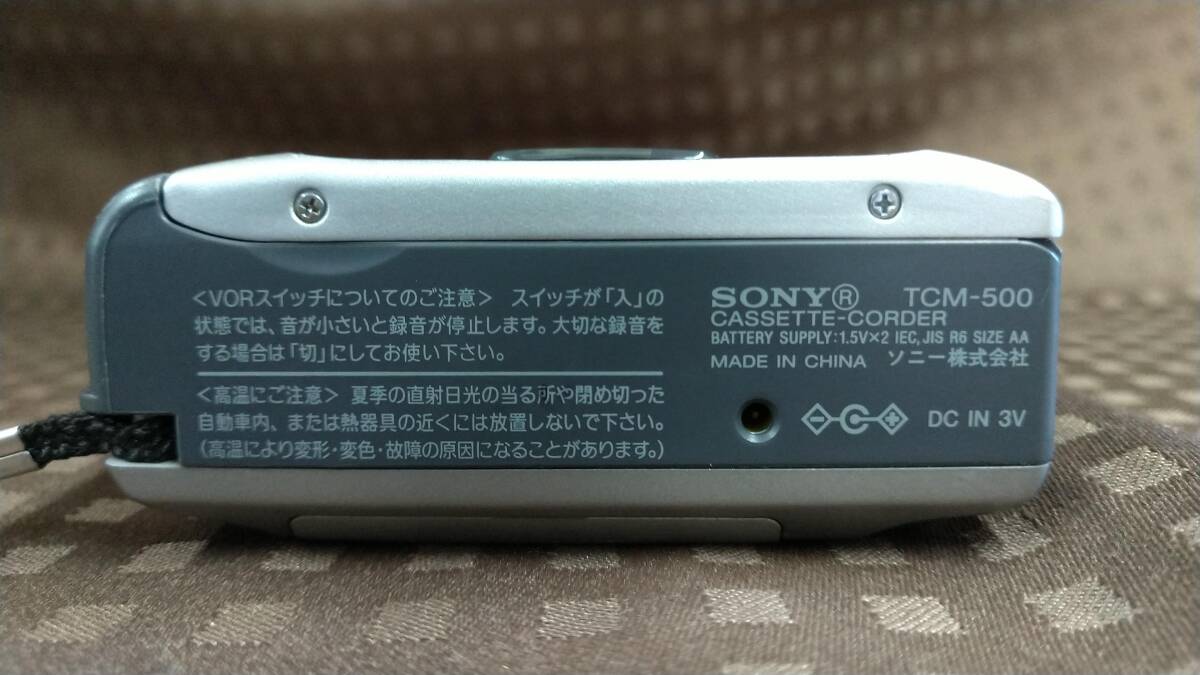 <VORスイッチについてのご注意> スイッチが「入」の
状態では、音が小さいと録音が停止します。大切な録音を
する場合は「切」にしてお使い下さい。
<高温にご注意> 夏季の直射日光の当る所や閉め切った
自動車内、または熱器具の近くには放置しないで下さい。
(高温により変形・変色・故障の原因になることがあります。)
SONY® TCM-500
CASSETTE-CORDER
BATTERY SUPPLY:1.5V×2 IEC,JIS R6 SIZE AA
MADE IN CHINA ソニー株式会社
DC IN 3V